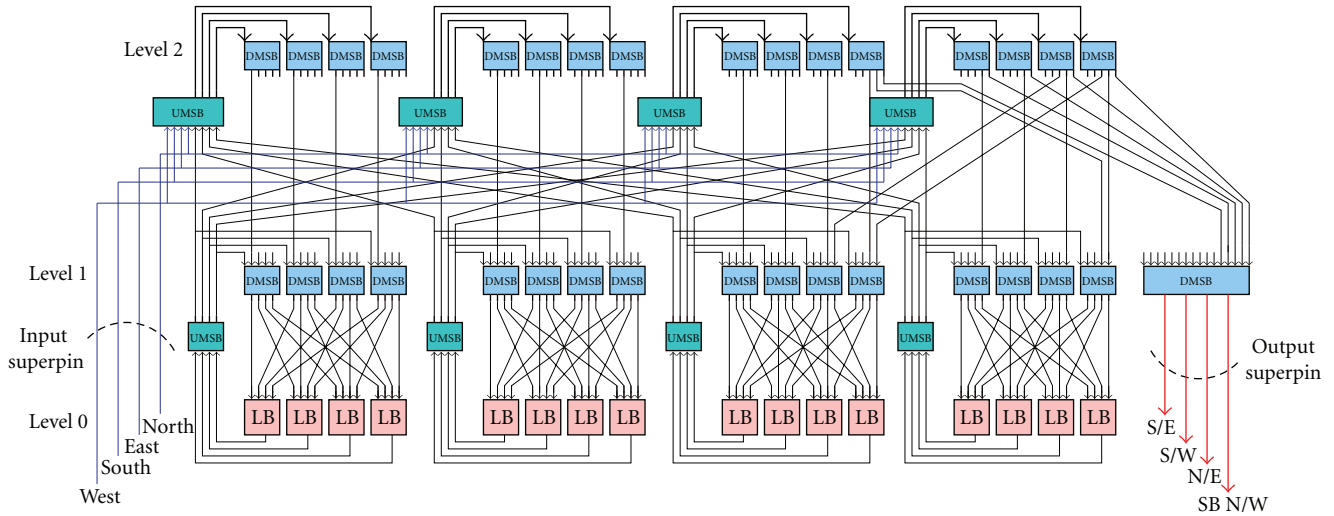 Level 2
DMSB DMSB DMSB DMSB DMSB DMSB DMSB DMSB DMSB DMSB DMSB DMSB DMSB DMSB DMSB DMSB
UMSB UMSB UMSB UMSB
Level 1
DMSB DMSB DMSB DMSB DMSB DMSB DMSB DMSB DMSB DMSB DMSB DMSB DMSB DMSB DMSB DMSB DMSB
UMSB UMSB UMSB UMSB
Input
superpin
Output
superpin
Level 0
LB LB LB LB LB LB LB LB LB LB LB LB LB LB LB LB
North
East
South
West
S/E
S/W
N/E
SB N/W